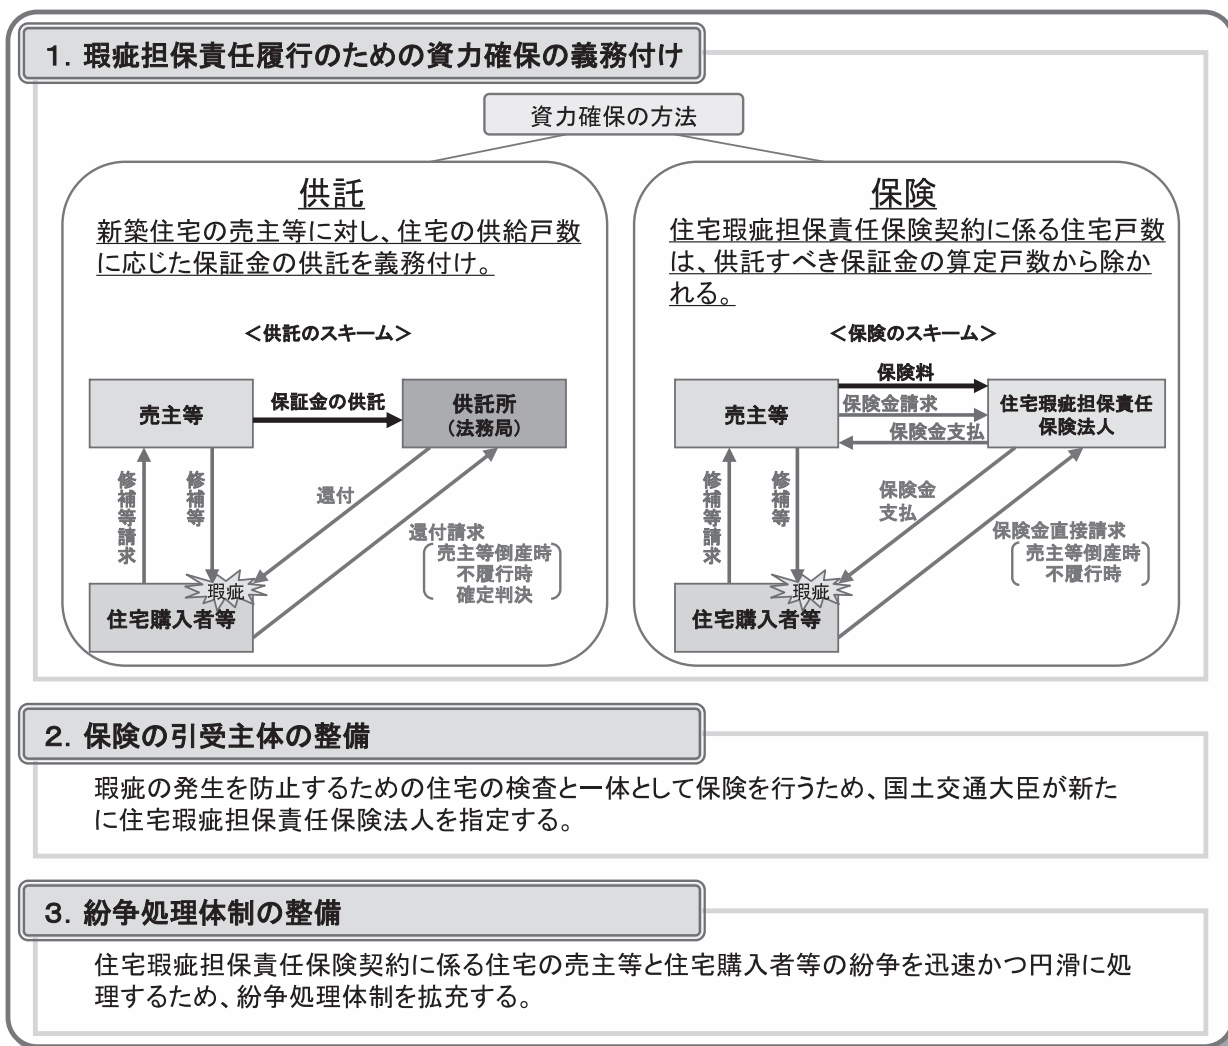 1．瑕疵担保責任履行のための資力確保の義務付け
資力確保の方法
供託
新築住宅の売主等に対し、住宅の供給戸数
に応じた保証金の供託を義務付け。
＜供託のスキーム＞
売主等
保証金の供託
供託所
（法務局）
修補等請求
修補等
還付
還付請求
売主等倒産時
不履行時
確定判決
瑕疵
住宅購入者等
保険
住宅瑕疵担保責任保険契約に係る住宅戸数
は、供託すべき保証金の算定戸数から除か
れる。
＜保険のスキーム＞
売主等
保険料
保険金請求
保険金支払
住宅瑕疵担保責任
保険法人
修補等請求
修補等
保険金
支払
保険金直接請求
売主等倒産時
不履行時
瑕疵
住宅購入者等
2．保険の引受主体の整備
瑕疵の発生を防止するための住宅の検査と一体として保険を行うため、国土交通大臣が新た
に住宅瑕疵担保責任保険法人を指定する。
3．紛争処理体制の整備
住宅瑕疵担保責任保険契約に係る住宅の売主等と住宅購入者等の紛争を迅速かつ円滑に処
理するため、紛争処理体制を拡充する。